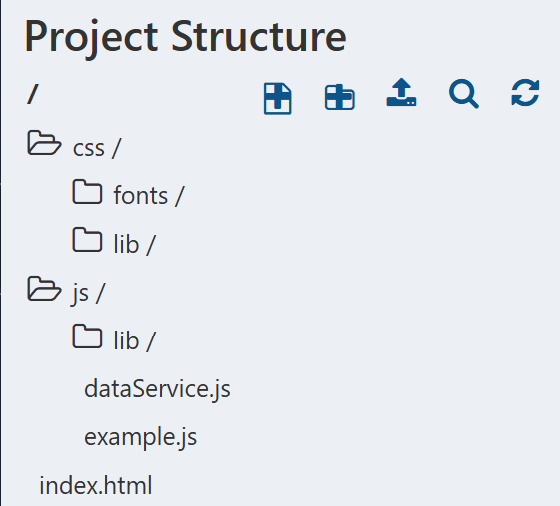 Project Structure
/
css /
fonts /
lib /
js /
lib /
dataService.js
example.js
index.html